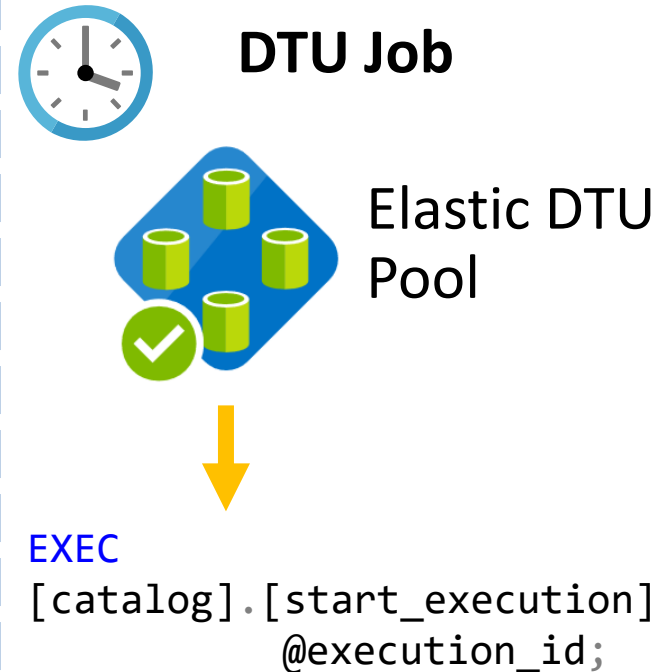 DTU Job
Elastic DTU
Pool
EXEC
[catalog].[start_execution]
@execution_id;